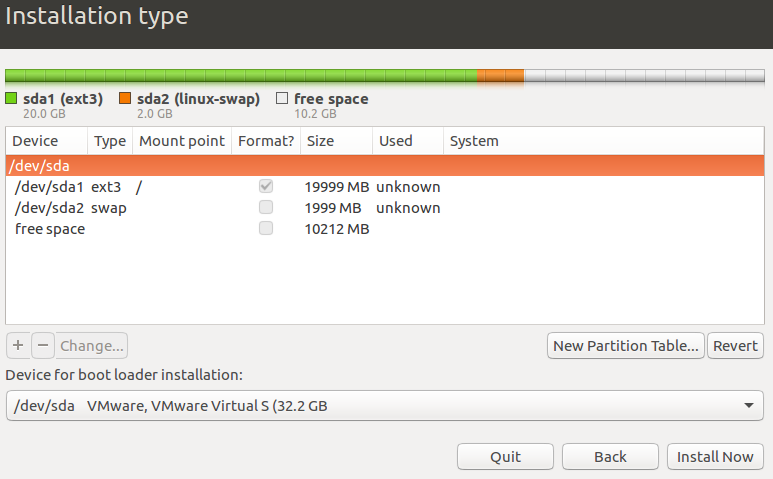 Installation type
sda1 (ext3) sda2 (linux-swap) free space
20.0 GB 2.0 GB 10.2 GB
Device Type Mount point Format? Size Used System
/dev/sda
/dev/sda1 ext3 / 19999 MB unknown
/dev/sda2 swap 1999 MB unknown
free space 10212 MB
+ − Change... New Partition Table... Revert
Device for boot loader installation:
/dev/sda VMware, VMware Virtual S (32.2 GB
Quit Back Install Now